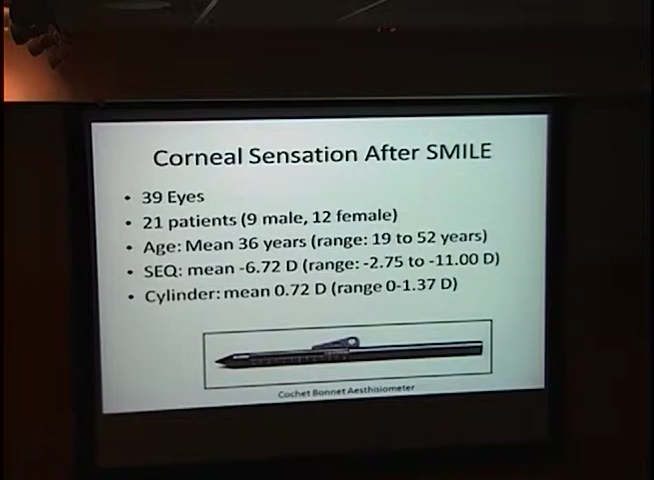 Corneal Sensation After SMILE
• 39 Eyes
• 21 patients (9 male, 12 female)
• Age: Mean 36 years (range: 19 to 52 years)
• SEQ: mean -6.72 D (range: -2.75 to -11.00 D)
• Cylinder: mean 0.72 D (range 0-1.37 D)
Cochet Bonnet Aesthisiometer